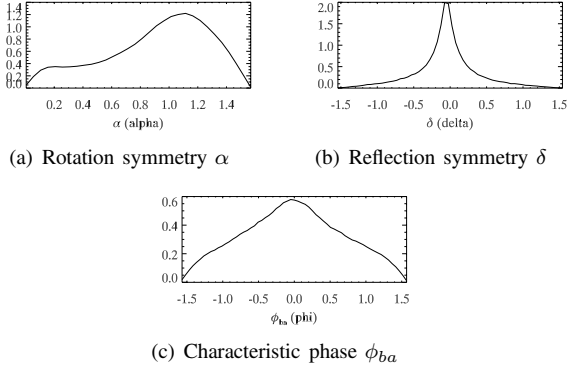 1.4
1.2
1.0
0.8
0.6
0.4
0.2
0.0
0.2 0.4 0.6 0.8 1.0 1.2 1.4
α (alpha)
(a) Rotation symmetry α
2.0
1.5
1.0
0.5
0.0
-1.5 -1.0 -0.5 0.0 0.5 1.0 1.5
δ (delta)
(b) Reflection symmetry δ
0.6
0.4
0.2
0.0
-1.5 -1.0 -0.5 0.0 0.5 1.0 1.5
ϕba (phi)
(c) Characteristic phase ϕba